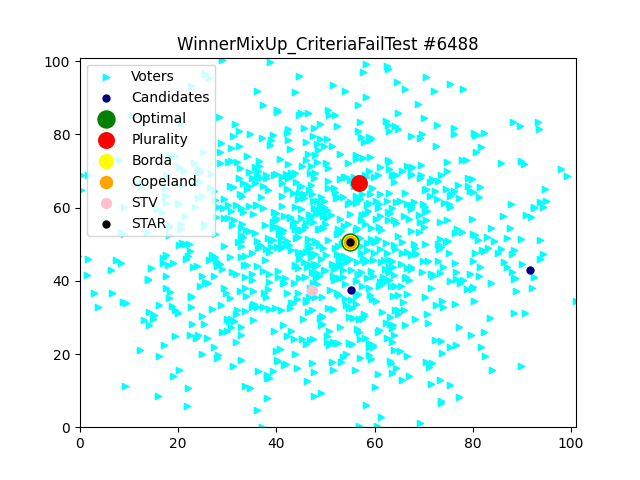 WinnerMixUp_CriteriaFailTest #6488
Voters
Candidates
Optimal
Plurality
Borda
Copeland
STV
STAR
100
80
60
40
20
0
0 20 40 60 80 100